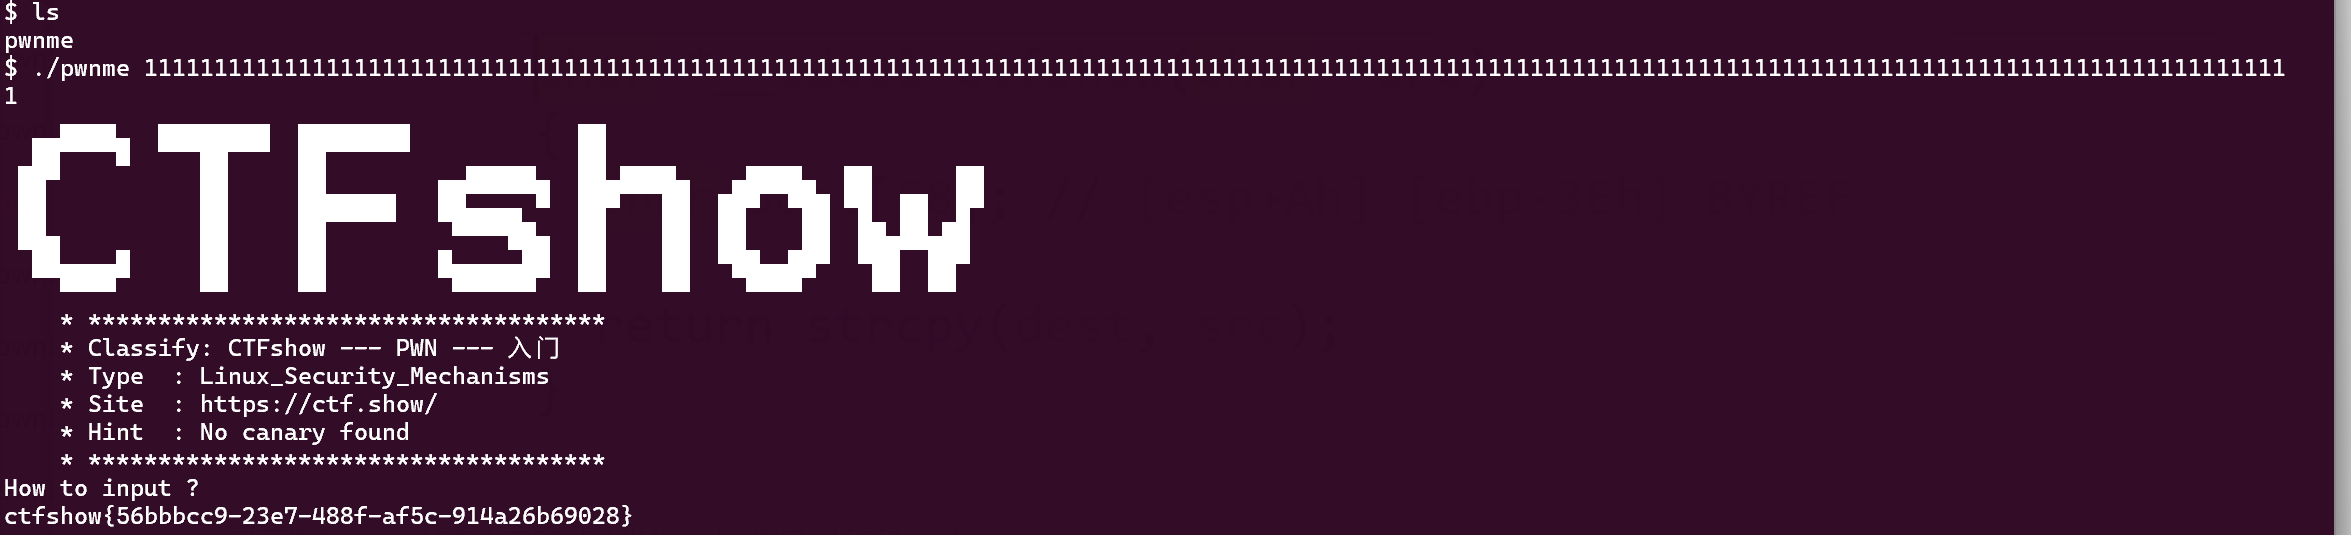 $ ls
pwnme
$ ./pwnme 111111111111111111111111111111111111111111111111111111111111111111111111111111111111111111111111111111111111111111111111111111111111111111111111111111111
1
CTFshow
* *************************************
* Classify: CTFshow --- PWN --- 入门
* Type  : Linux_Security_Mechanisms
* Site  : https://ctf.show/
* Hint  : No canary found
* *************************************
How to input ?
ctfshow{56bbbcc9-23e7-488f-af5c-914a26b69028}